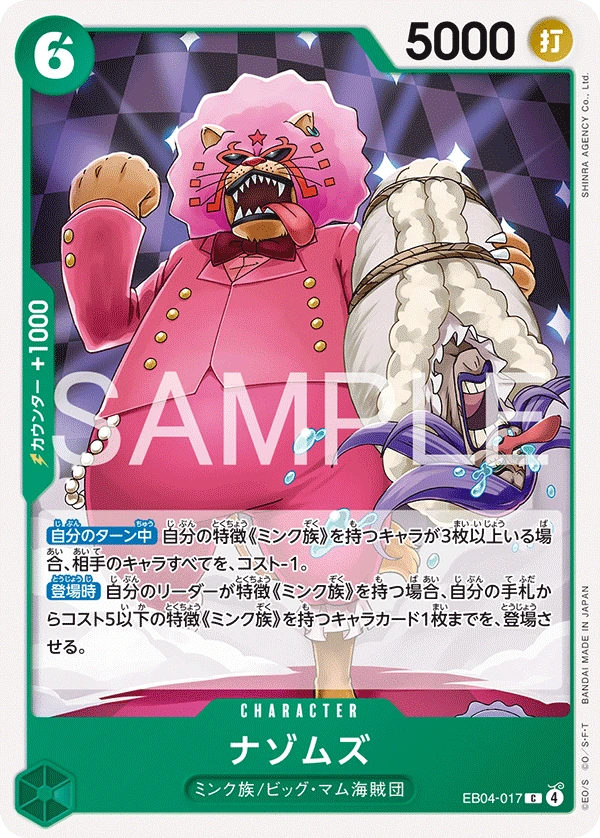 6
5000
打
SHINRA AGENCY Co., Ltd.
カウンター +1000
SAMPLE
自分のターン中 自分の特徴《ミンク族》を持つキャラが3枚以上いる場
合、相手のキャラすべてを、コスト-1。
登場時 自分のリーダーが特徴《ミンク族》を持つ場合、自分の手札か
らコスト5以下の特徴《ミンク族》を持つキャラカード1枚までを、登場さ
せる。
CHARACTER
ナゾムズ
ミンク族/ビッグ・マム海賊団
EB04-017 C 4
©E.O/S ©O/S・F・T BANDAI MADE IN JAPAN